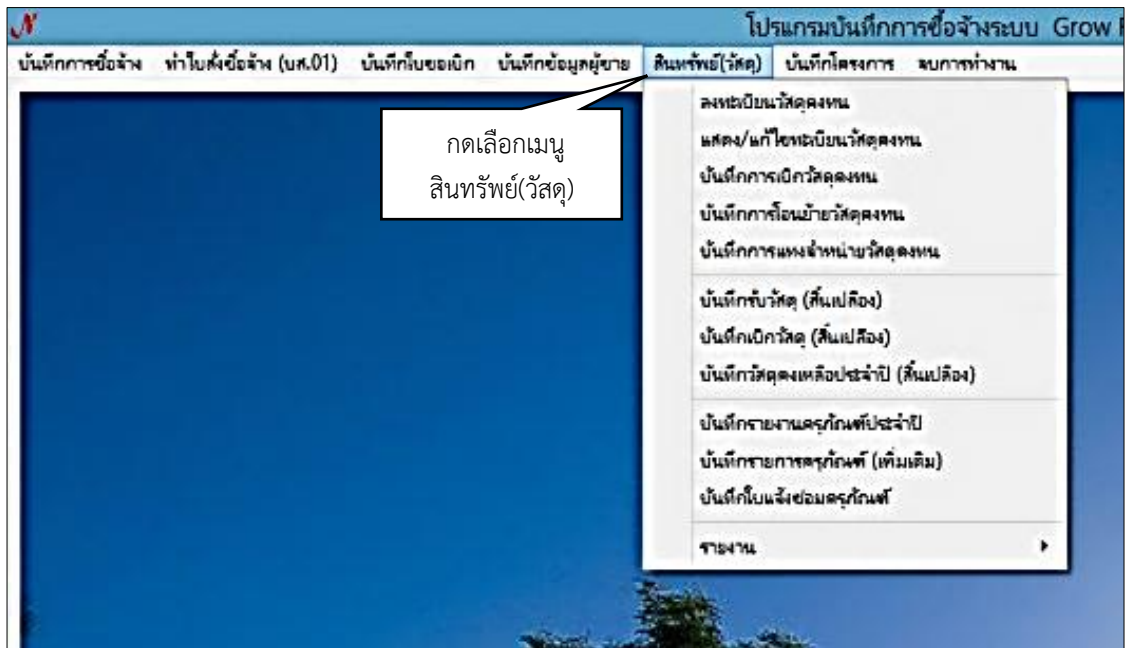 N
โปรแกรมบันทึกการซื้อจ้างระบบ Grow F
บันทึกการซื้อจ้าง ทำใบสั่งซื้อจ้าง (บส.01) บันทึกใบขอเบิก บันทึกข้อมูลผู้ขาย สินทรัพย์(วัสดุ) บันทึกโครงการ จบการทำงาน
กดเลือกเมนู
สินทรัพย์(วัสดุ)
ลงทะเบียนวัสดุคงทน
แสดง/แก้ไขทะเบียนวัสดุคงทน
บันทึกการเบิกวัสดุคงทน
บันทึกการโอนย้ายวัสดุคงทน
บันทึกการแทงจำหน่ายวัสดุคงทน
บันทึกรับวัสดุ (สิ้นเปลือง)
บันทึกเบิกวัสดุ (สิ้นเปลือง)
บันทึกวัสดุคงเหลือประจำปี (สิ้นเปลือง)
บันทึกรายงานครุภัณฑ์ประจำปี
บันทึกรายการครุภัณฑ์ (เพิ่มเติม)
บันทึกใบแจ้งซ่อมครุภัณฑ์
รายงาน